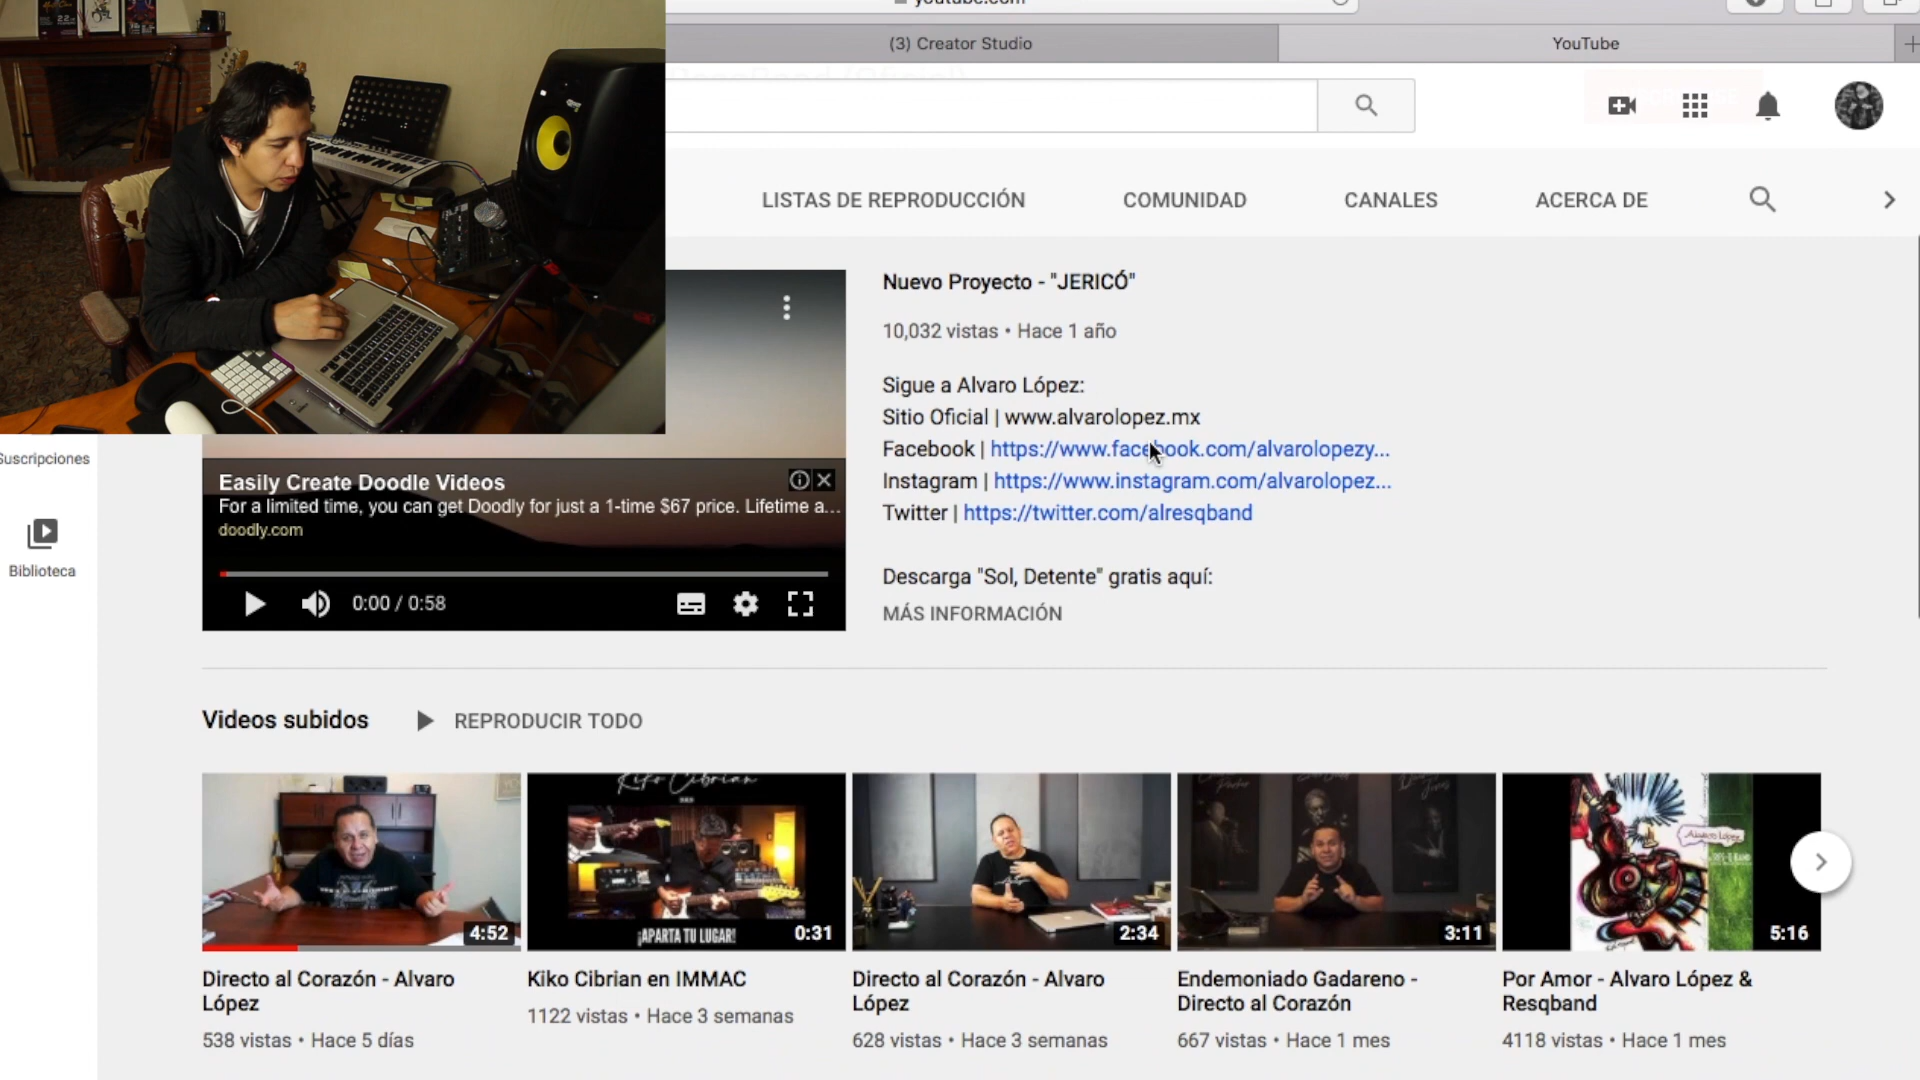 youtube.com
(3) Creator Studio
YouTube
LISTAS DE REPRODUCCIÓN
COMUNIDAD
CANALES
ACERCA DE
Nuevo Proyecto - "JERICÓ"
10,032 vistas • Hace 1 año
Sigue a Alvaro López:
Sitio Oficial | www.alvarolopez.mx
Facebook | https://www.facebook.com/alvarolopezy...
Instagram | https://www.instagram.com/alvarolopez...
Twitter | https://twitter.com/alresqband
Descarga "Sol, Detente" gratis aquí:
MÁS INFORMACIÓN
Suscripciones
Biblioteca
Easily Create Doodle Videos
For a limited time, you can get Doodly for just a 1-time $67 price. Lifetime a...
doodly.com
0:00 / 0:58
Videos subidos
REPRODUCIR TODO
4:52
Kiko Cibrian
¡APARTA TU LUGAR!
0:31
2:34
3:11
Alvaro López
5:16
Directo al Corazón - Alvaro
López
538 vistas • Hace 5 días
Kiko Cibrian en IMMAC
1122 vistas • Hace 3 semanas
Directo al Corazón - Alvaro
López
628 vistas • Hace 3 semanas
Endemoniado Gadareno -
Directo al Corazón
667 vistas • Hace 1 mes
Por Amor - Alvaro López &
Resqband
4118 vistas • Hace 1 mes